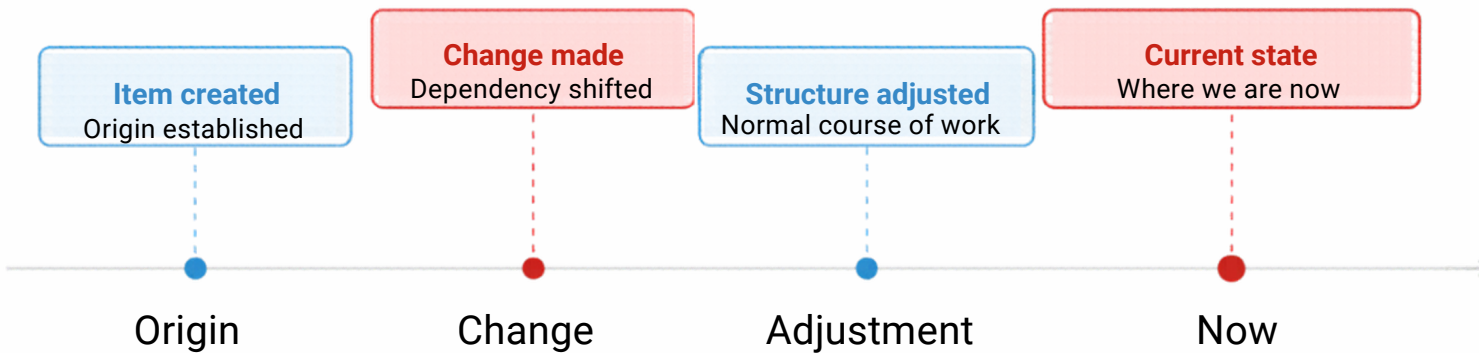 Item created
Origin established
Change made
Dependency shifted
Structure adjusted
Normal course of work
Current state
Where we are now
Origin
Change
Adjustment
Now